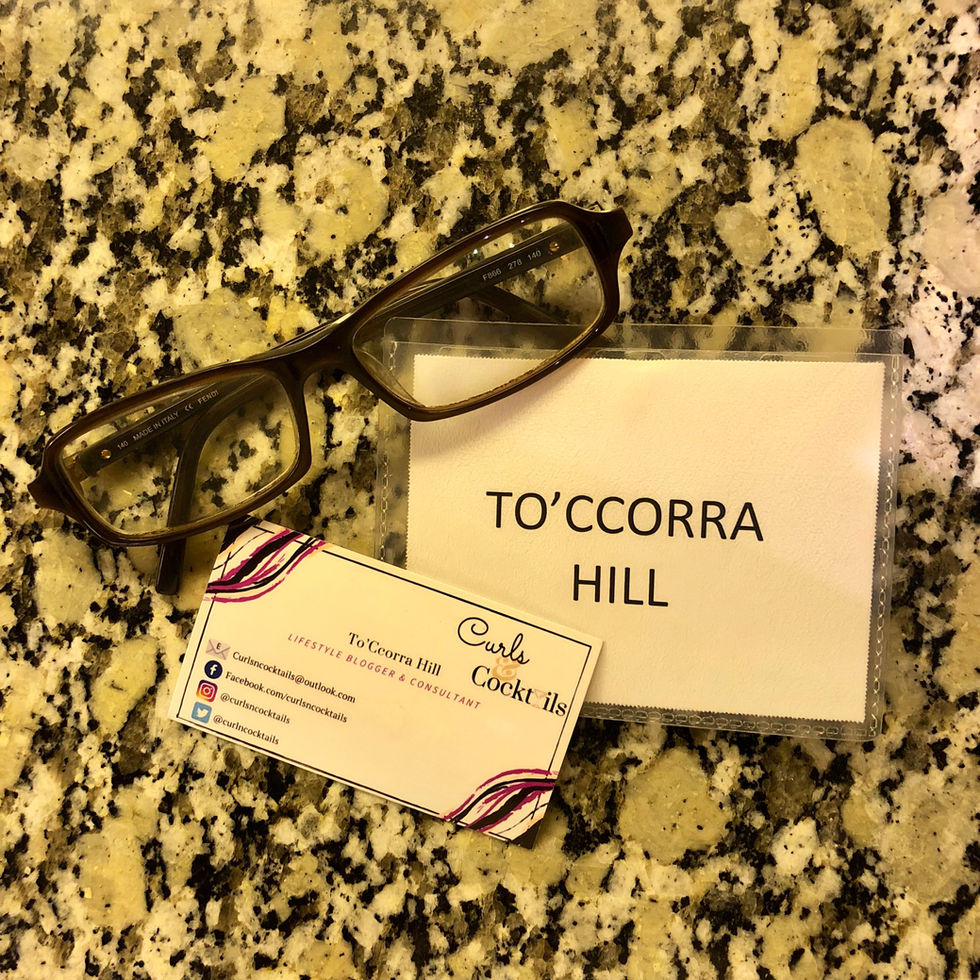 F866 278 140
140 MADE IN ITALY CE FENDI
TO’CCORRA
HILL
Curls
&
Cocktails
To'Ccorra Hill
LIFESTYLE BLOGGER & CONSULTANT
E
Curlsncocktails@outlook.com
Facebook.com/curlsncocktails
@curlsncocktails
@curlncocktails